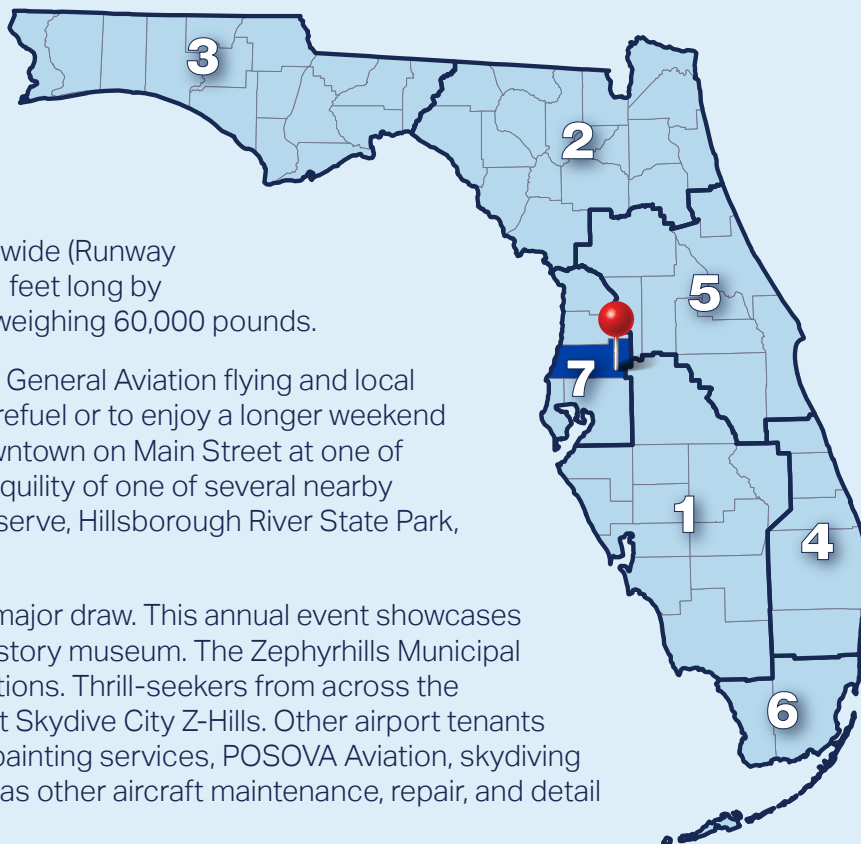 3
2
wide (Runway
feet long by
weighing 60,000 pounds.
5
General Aviation flying and local
7
refuel or to enjoy a longer weekend
wntown on Main Street at one of
quility of one of several nearby
serve, Hillsborough River State Park,
1
4
major draw. This annual event showcases
story museum. The Zephyrhills Municipal
tions. Thrill-seekers from across the
t Skydive City Z-Hills. Other airport tenants
6
painting services, POSOVA Aviation, skydiving
as other aircraft maintenance, repair, and detail